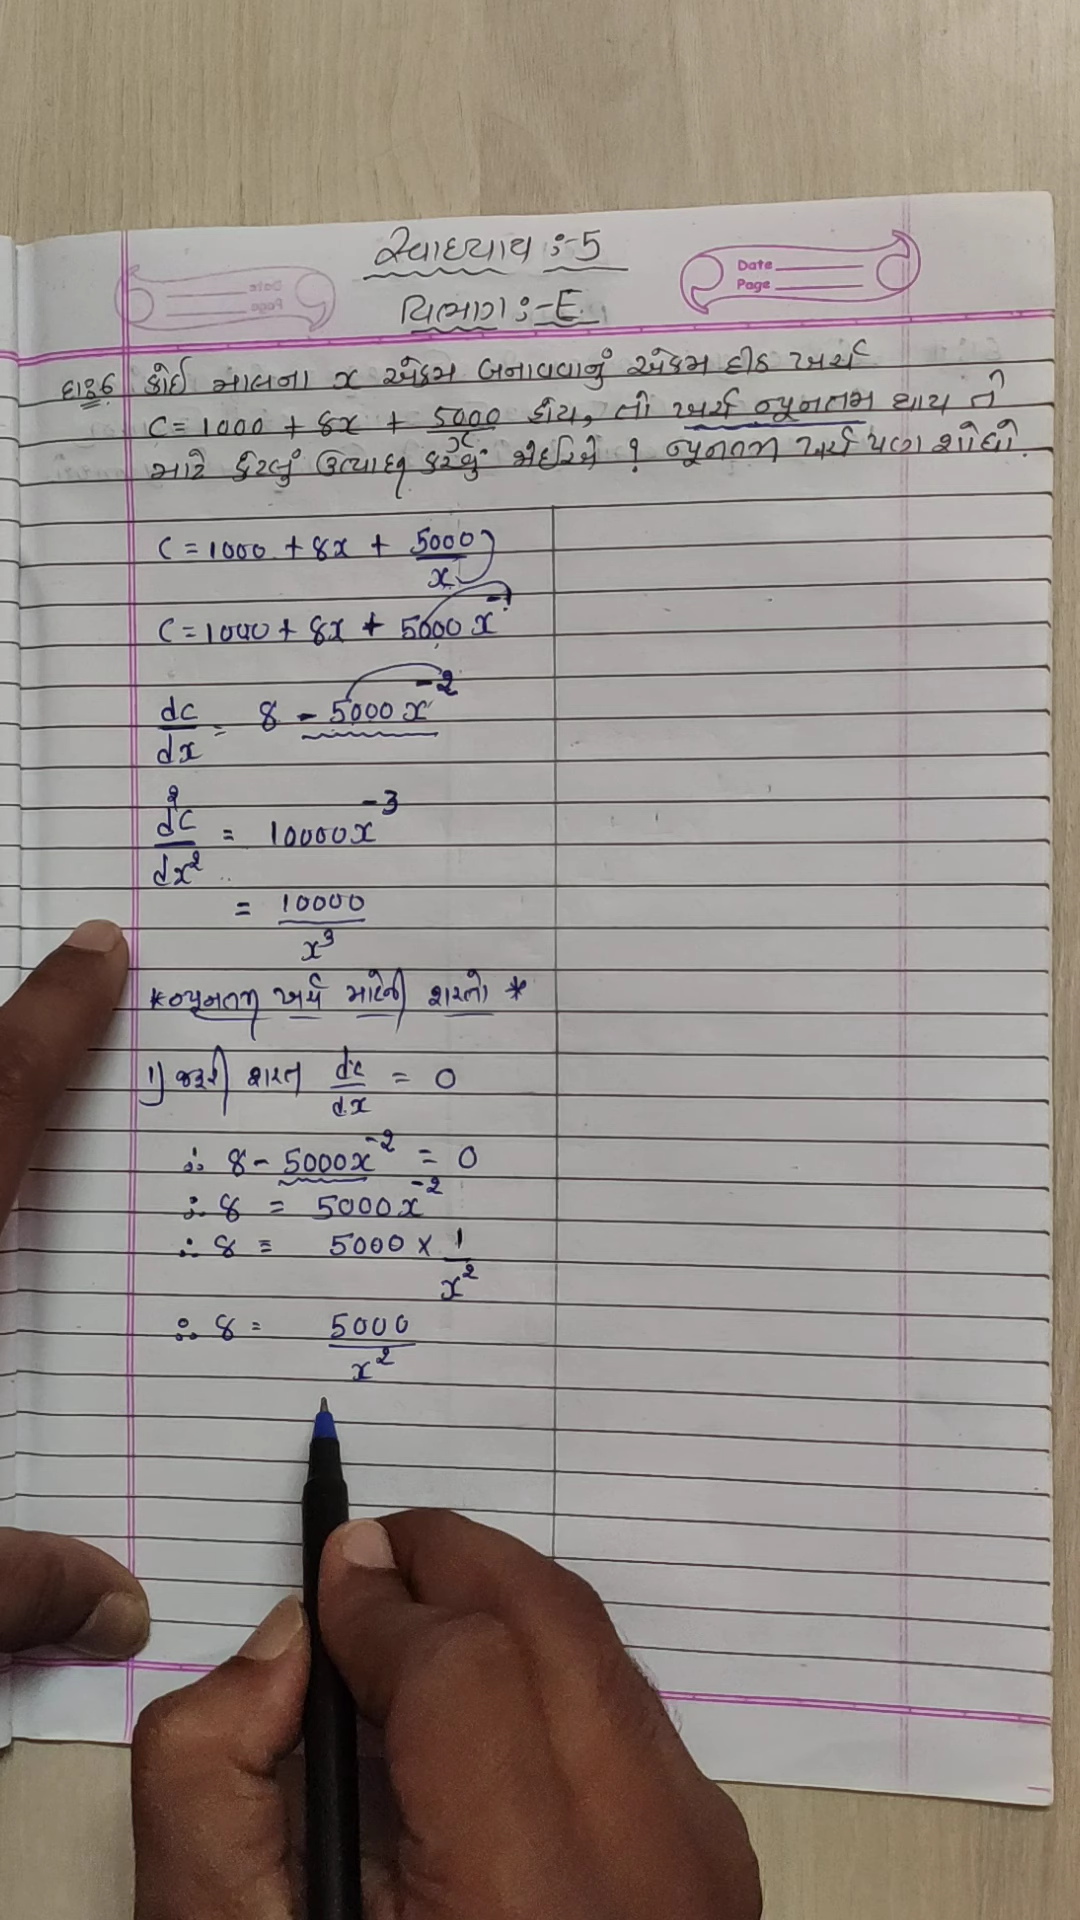 સ્વાધ્યાય :-5
Date
Page
વિભાગ :-E
દા.6 કોઈ માલના x એકમ બનાવવાનું એકમ દીઠ ખર્ચ
C = 1000 + 8x + 5000/x હોય, તો ખર્ચ ન્યૂનતમ થાય તે
માટે કેટલું ઉત્પાદન કરવું જોઈએ ? ન્યૂનતમ ખર્ચ પણ શોધો.
C = 1000 + 8x + 5000/x
C = 1000 + 8x + 5000x⁻¹
dc/dx = 8 - 5000x⁻²
d²c/dx² = 10000x⁻³
= 10000/x³
*ન્યૂનતમ ખર્ચ માટેની શરતો *
1) જરૂરી શરત dc/dx = 0
∴ 8 - 5000x⁻² = 0
∴ 8 = 5000x⁻²
∴ 8 = 5000 × 1/x²
∴ 8 = 5000/x²